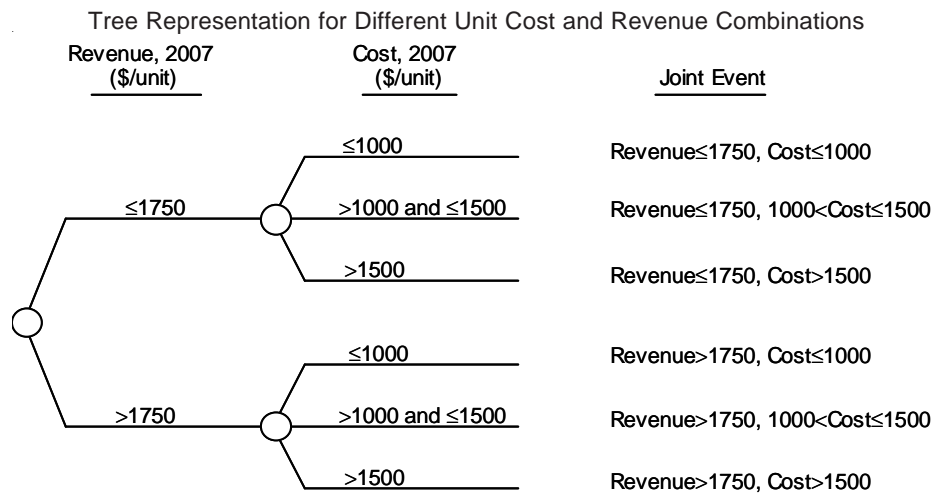 Tree Representation for Different Unit Cost and Revenue Combinations
Revenue, 2007
($/unit)
Cost, 2007
($/unit)
Joint Event
≤1750
≤1000
Revenue≤1750, Cost≤1000
>1000 and ≤1500
Revenue≤1750, 1000<Cost≤1500
>1500
Revenue≤1750, Cost>1500
>1750
≤1000
Revenue>1750, Cost≤1000
>1000 and ≤1500
Revenue>1750, 1000<Cost≤1500
>1500
Revenue>1750, Cost>1500